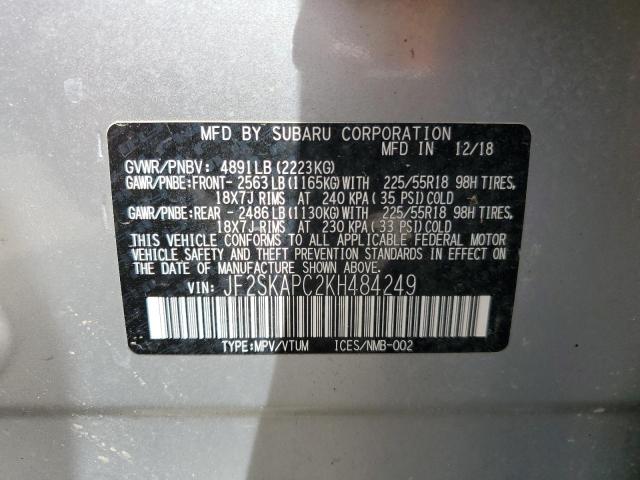 MFD BY SUBARU CORPORATION
MFD IN 12/18
GVWR/PNBV: 4891LB (2223KG)
GAWR/PNBE:FRONT- 2563LB(1165KG)WITH 225/55R18 98H TIRES,
18X7J RIMS AT 240 KPA (35 PSI) COLD
GAWR/PNBE:REAR -2486LB(1130KG)WITH 225/55R18 98H TIRES,
18X7J RIMS AT 230 KPA (33 PSI) COLD
THIS VEHICLE CONFORMS TO ALL APPLICABLE FEDERAL MOTOR
VEHICLE SAFETY, BUMPER, AND THEFT PREVENTION STANDARDS
IN EFFECT ON THE DATE OF MANUFACTURE SHOWN ABOVE.
VIN: JF2SKAPC2KH484249
TYPE:MPV/VTUM ICES/NMB-002